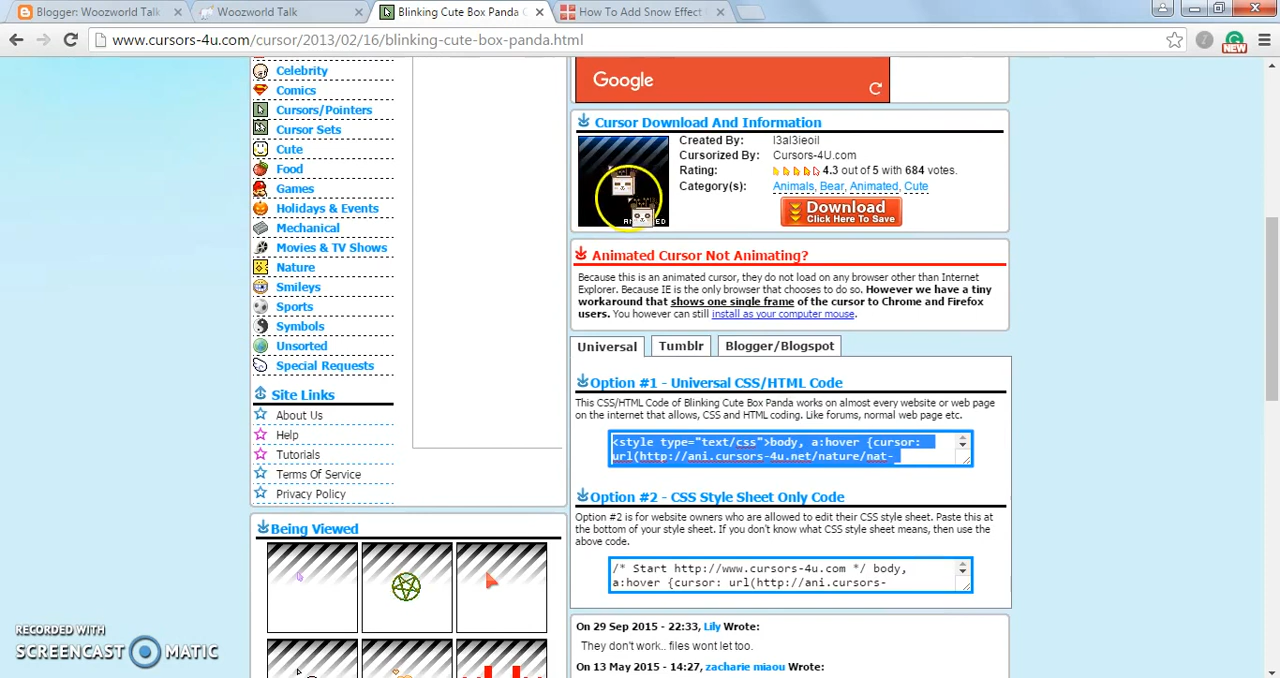 Blogger: Woozworld Talk
Woozworld Talk
Blinking Cute Box Panda
How To Add Snow Effect
www.cursors-4u.com/cursor/2013/02/16/blinking-cute-box-panda.html
NEW
Celebrity
Comics
Cursors/Pointers
Cursor Sets
Cute
Food
Games
Holidays & Events
Mechanical
Movies & TV Shows
Nature
Smileys
Sports
Symbols
Unsorted
Special Requests
Site Links
About Us
Help
Tutorials
Terms Of Service
Privacy Policy
Being Viewed
Google
Cursor Download And Information
Created By: l3al3ieoil
Cursorized By: Cursors-4U.com
Rating: 4.3 out of 5 with 684 votes.
Category(s): Animals, Bear, Animated, Cute
Download
Click Here To Save
Animated Cursor Not Animating?
Because this is an animated cursor, they do not load on any browser other than Internet
Explorer. Because IE is the only browser that chooses to do so. However we have a tiny
workaround that shows one single frame of the cursor to Chrome and Firefox
users. You however can still install as your computer mouse.
Universal
Tumblr
Blogger/Blogspot
Option #1 - Universal CSS/HTML Code
This CSS/HTML Code of Blinking Cute Box Panda works on almost every website or web page
on the internet that allows, CSS and HTML coding. Like forums, normal web page etc.
<style type="text/css">body, a:hover {cursor:
url(http://ani.cursors-4u.net/nature/nat-
Option #2 - CSS Style Sheet Only Code
Option #2 is for website owners who are allowed to edit their CSS style sheet. Paste this at
the bottom of your style sheet. If you don't know what CSS style sheet means, then use the
above code.
/* Start http://www.cursors-4u.com */ body,
a:hover {cursor: url(http://ani.cursors-
On 29 Sep 2015 - 22:33, Lily Wrote:
They don't work.. files wont let too.
On 13 May 2015 - 14:27, zacharie miaou Wrote:
RECORDED WITH
SCREENCAST MATIC